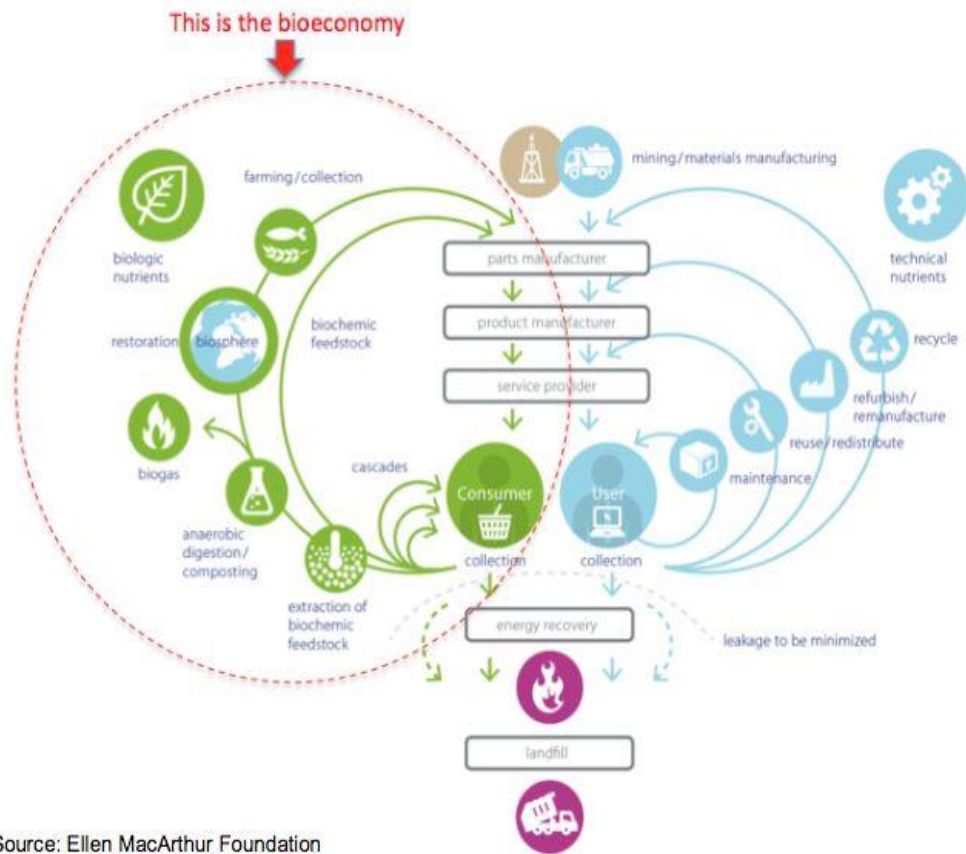 This is the bioeconomy
farming/collection
mining/materials manufacturing
biologic
nutrients
parts manufacturer
technical
nutrients
restoration
biosphere
biochemic
feedstock
product manufacturer
recycle
service provider
refurbish/
remanufacture
reuse/redistribute
biogas
cascades
Consumer
User
maintenance
anaerobic
digestion/
composting
collection
collection
extraction of
biochemic
feedstock
energy recovery
leakage to be minimized
landfill
Source: Ellen MacArthur Foundation